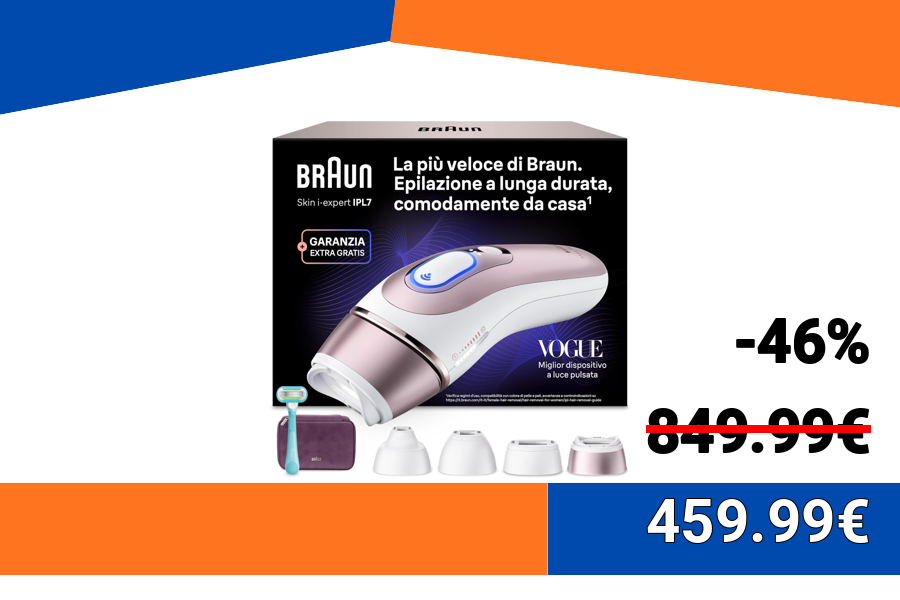 BRAUN
BRAUN
Skin i·expert IPL7
La più veloce di Braun.
Epilazione a lunga durata,
comodamente da casa¹
+ GARANZIA
EXTRA GRATIS
VOGUE
Miglior dispositivo
a luce pulsata
-46%
849.99€
459.99€